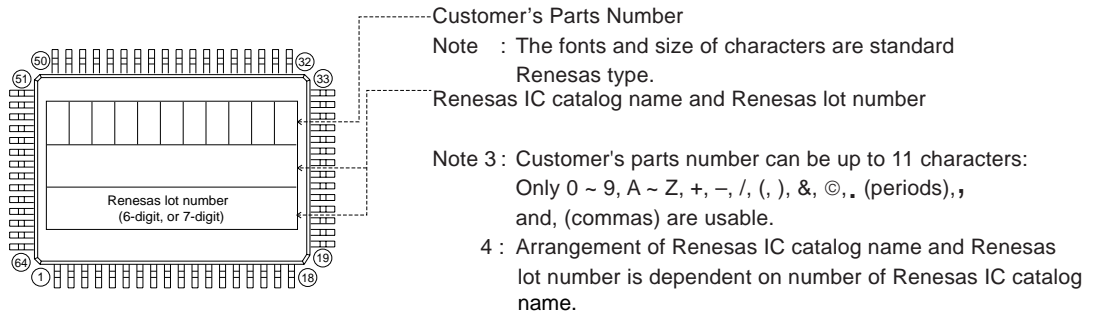 Customer's Parts Number
Note : The fonts and size of characters are standard
Renesas type.
Renesas IC catalog name and Renesas lot number
Note 3 : Customer's parts number can be up to 11 characters:
Only 0 ~ 9, A ~ Z, +, –, /, (, ), &, ©, . (periods), ,
and, (commas) are usable.
4 : Arrangement of Renesas IC catalog name and Renesas
lot number is dependent on number of Renesas IC catalog
name.
50
32
51
33
Renesas lot number
(6-digit, or 7-digit)
64
19
1
18